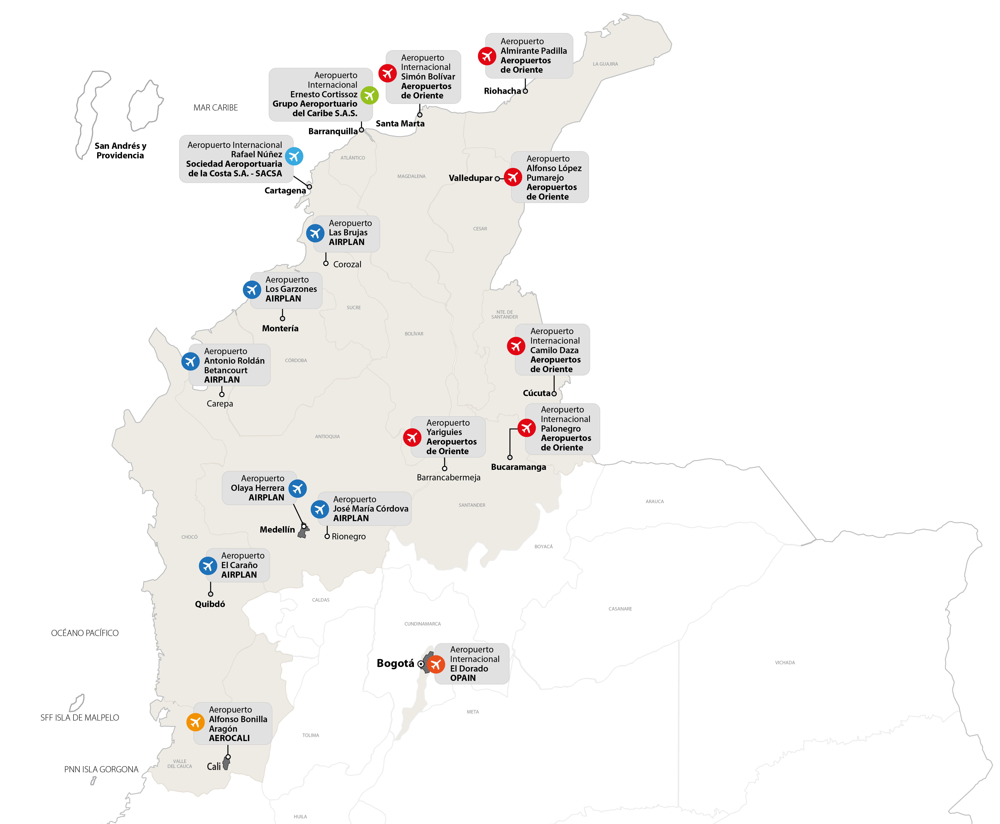 Aeropuerto
Almirante Padilla
Aeropuertos
de Oriente
Riohacha
LA GUAJIRA
Aeropuerto
Internacional
Simón Bolívar
Aeropuertos
de Oriente
Santa Marta
Aeropuerto
Internacional
Ernesto Cortissoz
Grupo Aeroportuario
del Caribe S.A.S.
Barranquilla
MAR CARIBE
San Andrés y
Providencia
Aeropuerto Internacional
Rafael Núñez
Sociedad Aeroportuaria
de la Costa S.A. - SACSA
Cartagena
ATLÁNTICO
MAGDALENA
Valledupar
Aeropuerto
Alfonso López
Pumarejo
Aeropuertos
de Oriente
CESAR
Aeropuerto
Las Brujas
AIRPLAN
Corozal
Aeropuerto
Los Garzones
AIRPLAN
Montería
SUCRE
BOLÍVAR
NTE. DE
SANTANDER
Aeropuerto
Internacional
Camilo Daza
Aeropuertos
de Oriente
Cúcuta
Aeropuerto
Antonio Roldán
Betancourt
AIRPLAN
Carepa
CÓRDOBA
ANTIOQUIA
Aeropuerto
Internacional
Palonegro
Aeropuertos
de Oriente
Bucaramanga
Aeropuerto
Yariguies
Aeropuertos
de Oriente
Barrancabermeja
Aeropuerto
Olaya Herrera
AIRPLAN
Medellín
Aeropuerto
José María Córdova
AIRPLAN
Rionegro
SANTANDER
ARAUCA
CHOCÓ
BOYACÁ
Aeropuerto
El Caraño
AIRPLAN
Quibdó
CALDAS
CUNDINAMARCA
CASANARE
OCÉANO PACÍFICO
Bogotá
Aeropuerto
Internacional
El Dorado
OPAIN
VICHADA
META
SFF ISLA DE MALPELO
Aeropuerto
Alfonso Bonilla
Aragón
AEROCALI
Cali
TOLIMA
VALLE
DEL CAUCA
PNN ISLA GORGONA
HUILA